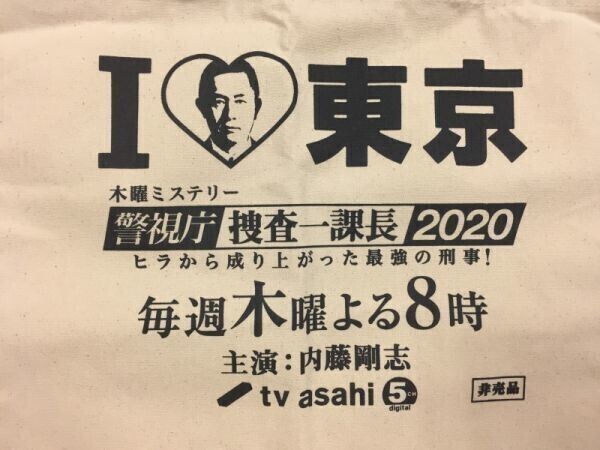 I 東京
木曜ミステリー
警視庁 捜査一課長 2020
ヒラから成り上がった最強の刑事!
毎週木曜よる8時
主演:内藤剛志
tv asahi 5CH digital
非売品